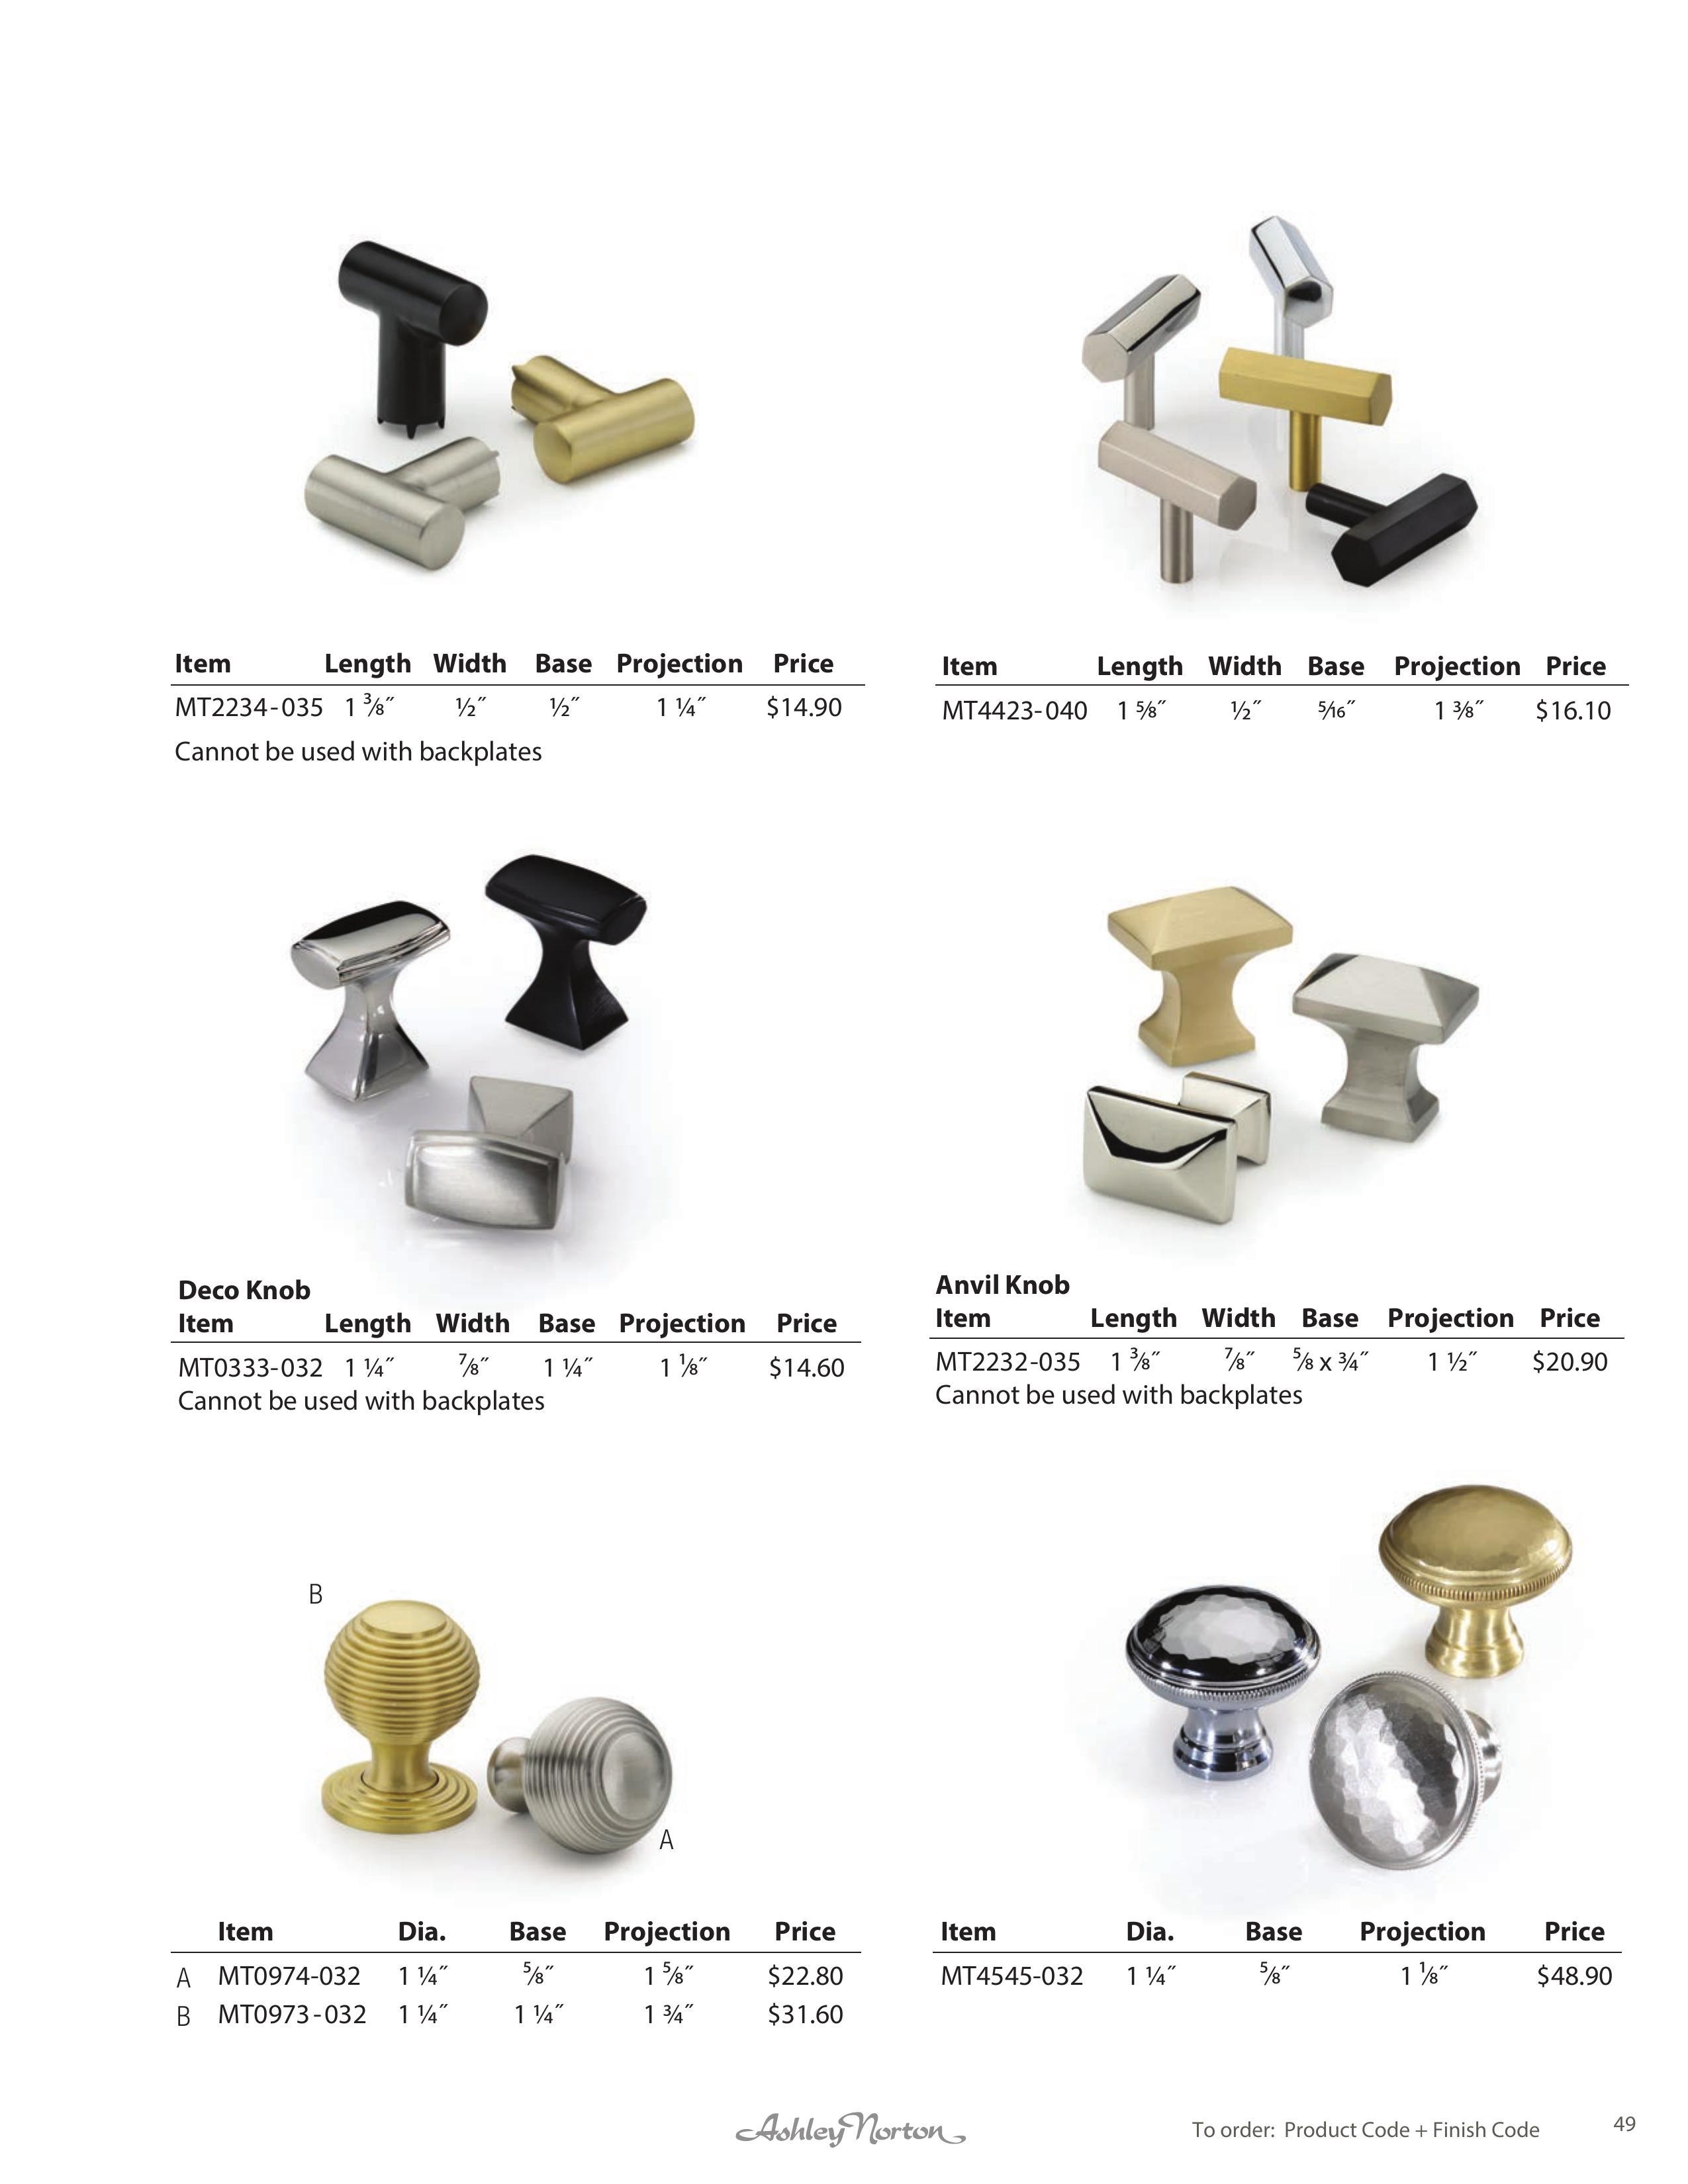 Item Length Width Base Projection Price
MT2234-035 1 ⅜″ ½″ ½″ 1 ¼″ $14.90
Cannot be used with backplates
Item Length Width Base Projection Price
MT4423-040 1 ⅝″ ½″ 5⁄16″ 1 ⅜″ $16.10
Deco Knob
Item Length Width Base Projection Price
MT0333-032 1 ¼″ ⅞″ 1 ¼″ 1 ⅛″ $14.60
Cannot be used with backplates
Anvil Knob
Item Length Width Base Projection Price
MT2232-035 1 ⅜″ ⅞″ ⅝ x ¾″ 1 ½″ $20.90
Cannot be used with backplates
B
A
Item Dia. Base Projection Price
A MT0974-032 1 ¼″ ⅝″ 1 ⅝″ $22.80
B MT0973-032 1 ¼″ 1 ¼″ 1 ¾″ $31.60
Item Dia. Base Projection Price
MT4545-032 1 ¼″ ⅝″ 1 ⅛″ $48.90
Ashley Norton
To order: Product Code + Finish Code
49